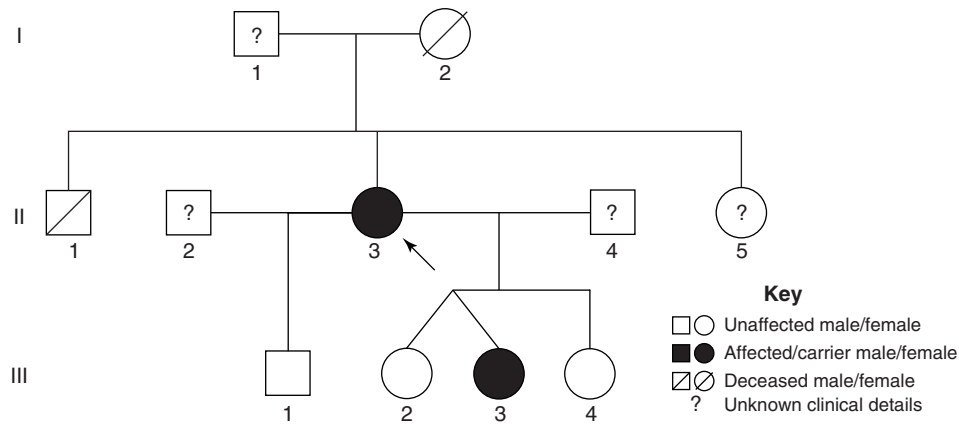 I
?
1
2
II
1
?
2
3
?
4
?
5
Key
Unaffected male/female
Affected/carrier male/female
Deceased male/female
? Unknown clinical details
III
1
2
3
4